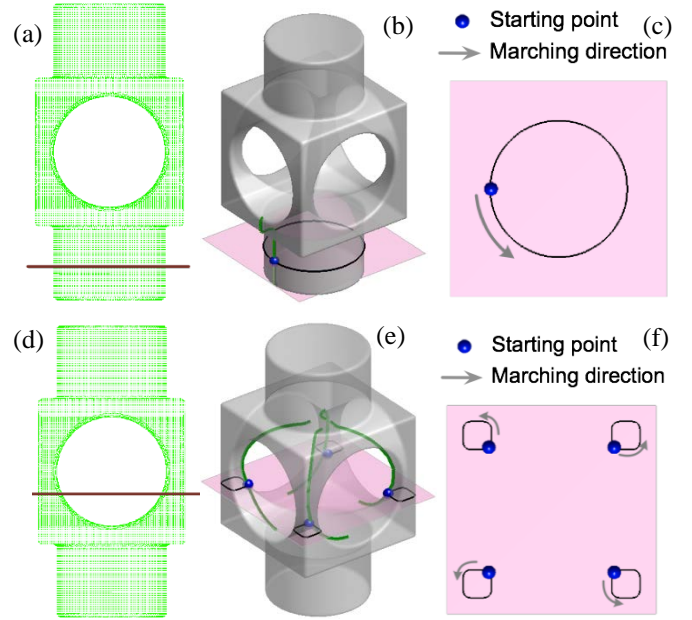 (a)
(b)
Starting point
(c)
Marching direction
(d)
(e)
Starting point
(f)
Marching direction